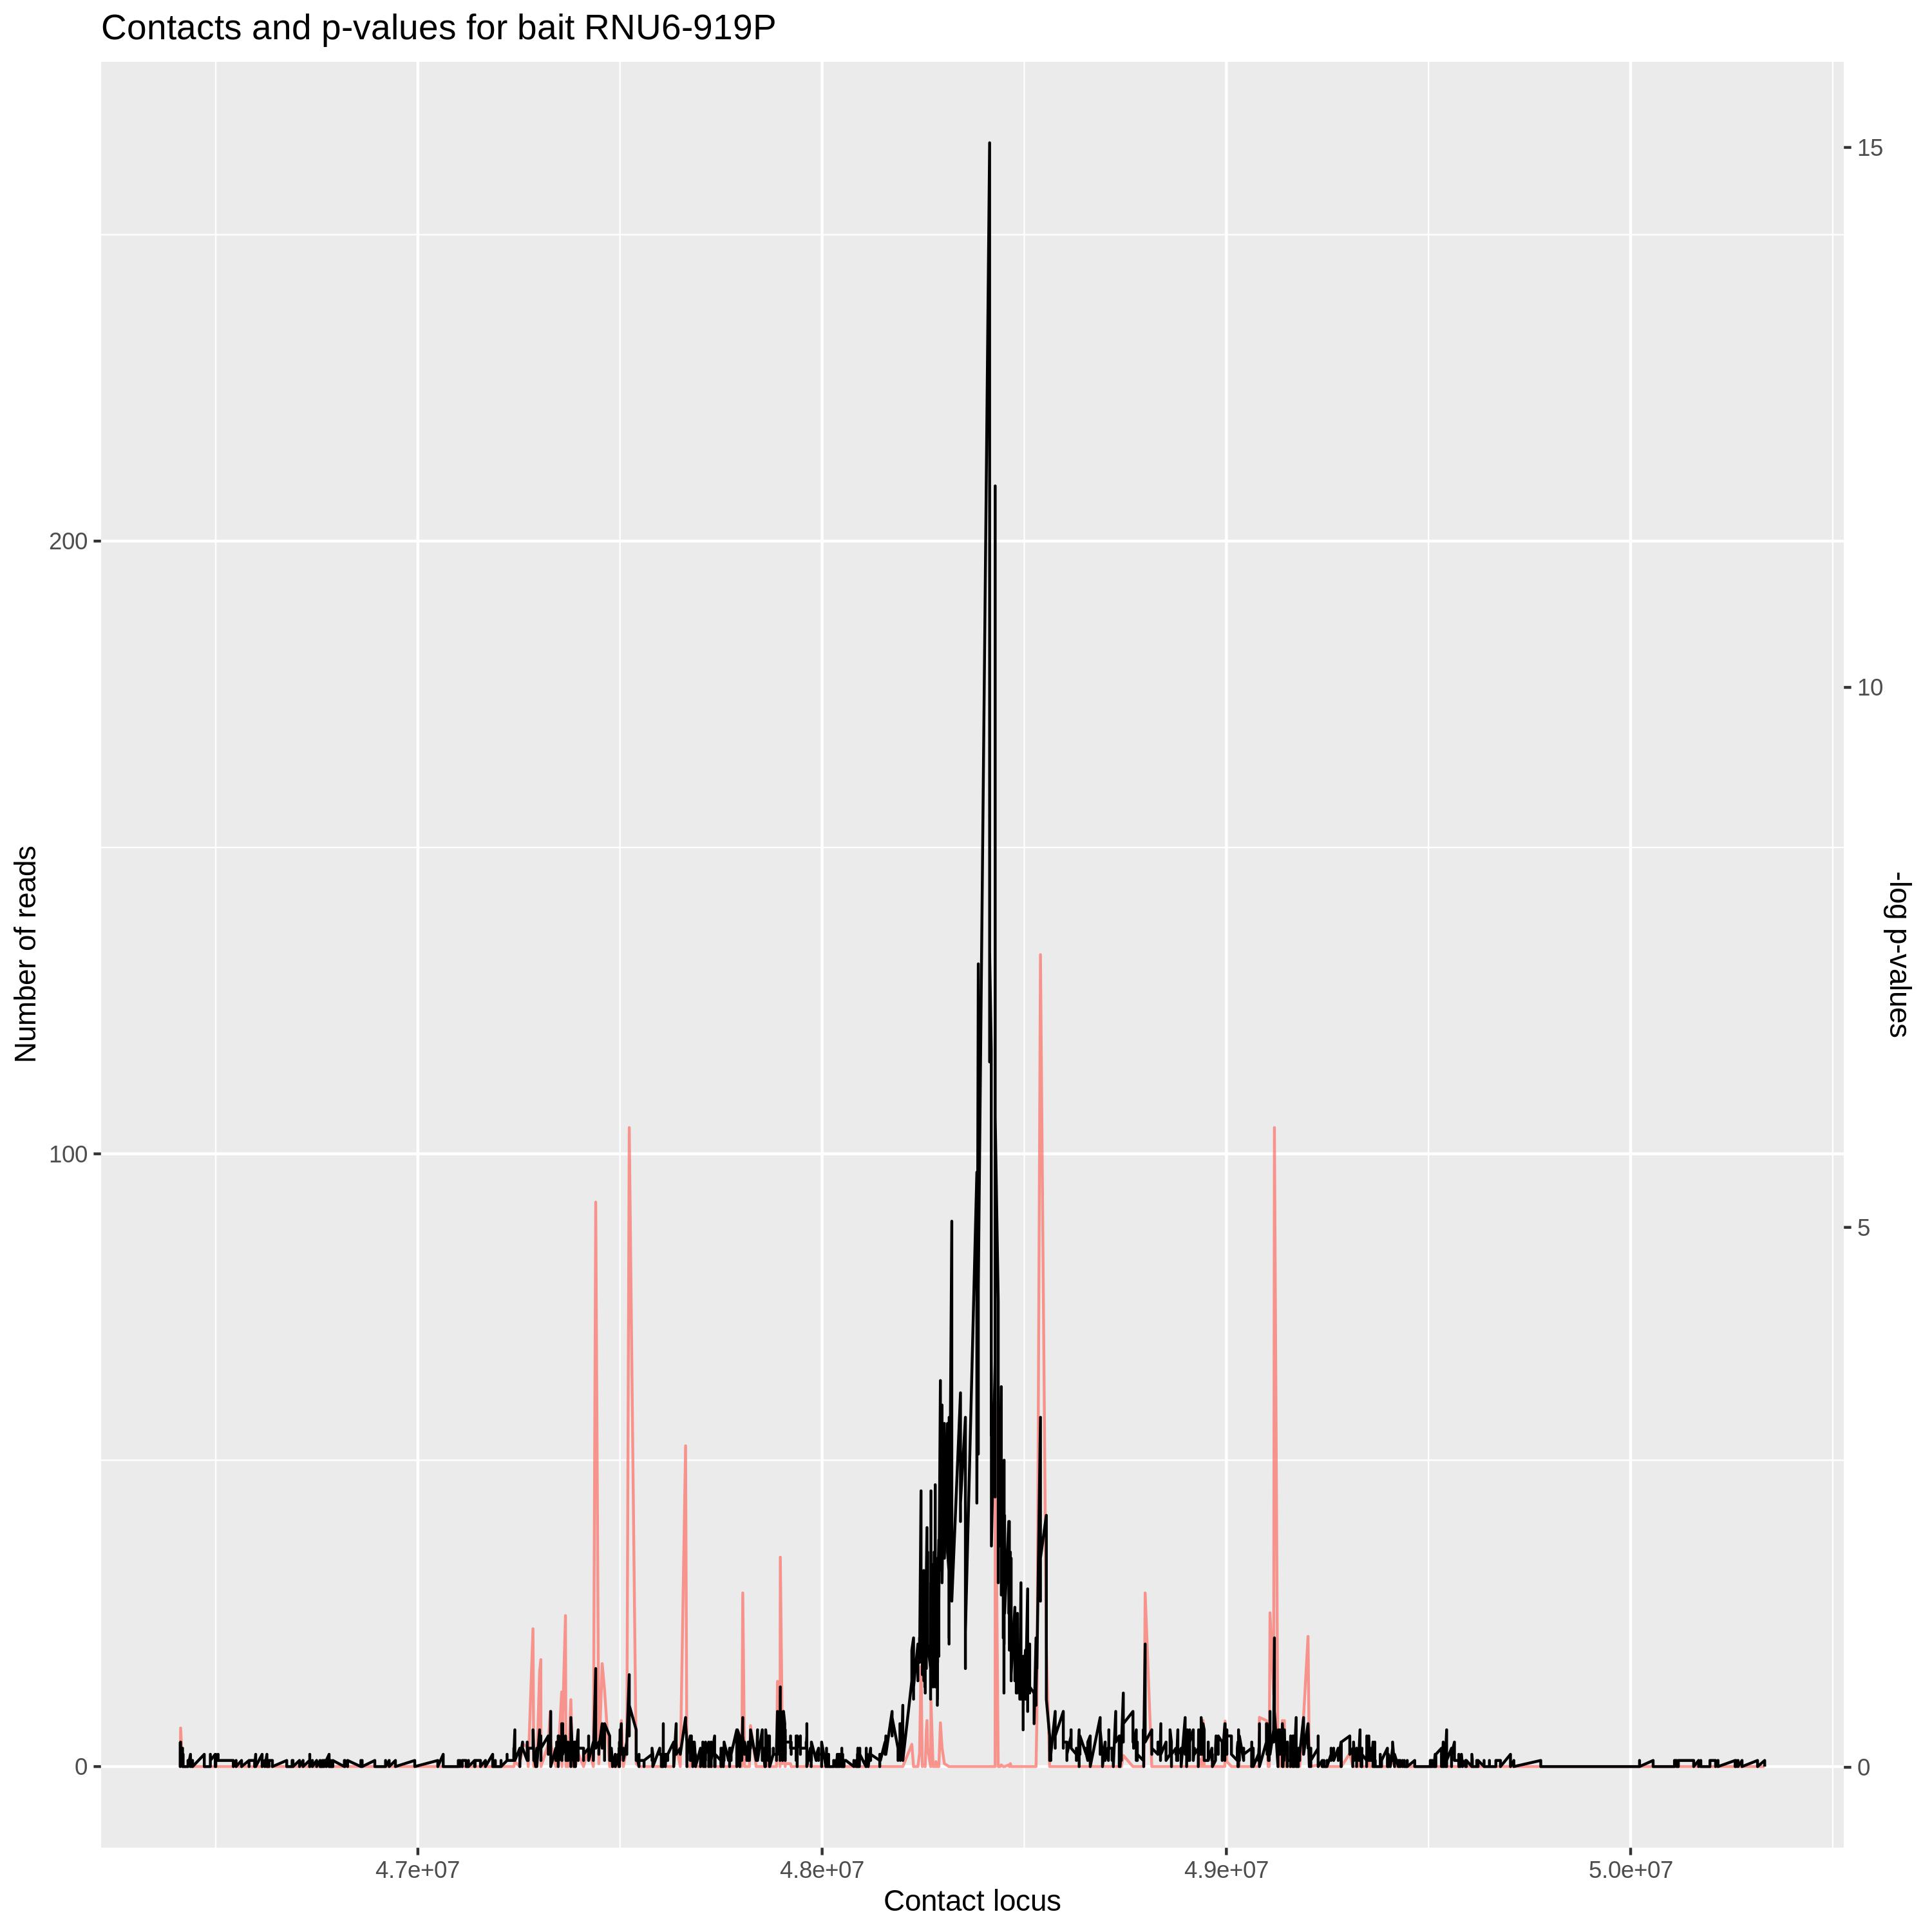 Contacts and p-values for bait RNU6-919P
Number of reads
200
100
0
15
10
5
0
-log p-values
4.7e+07
4.8e+07
4.9e+07
5.0e+07
Contact locus